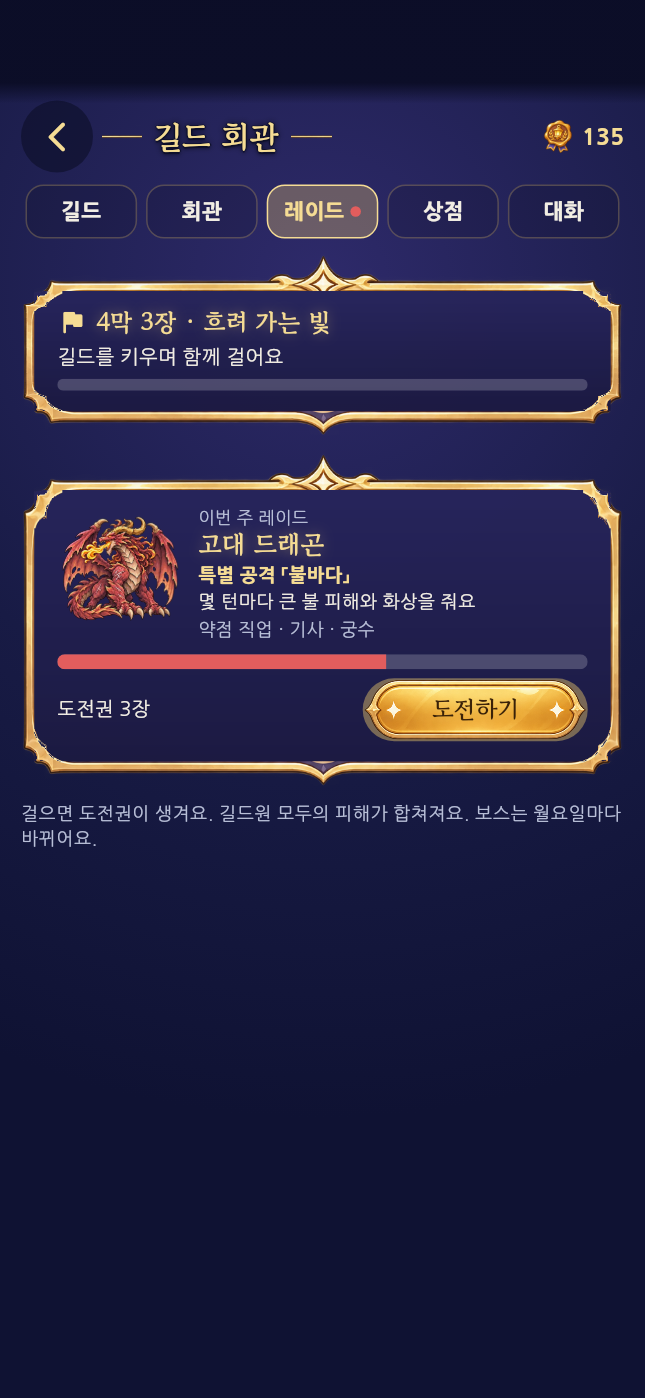 길드 회관
135
길드
회관
레이드
상점
대화
4막 3장 · 흐려 가는 빛
길드를 키우며 함께 걸어요
이번 주 레이드
고대 드래곤
특별 공격 「불바다」
몇 턴마다 큰 불 피해와 화상을 줘요
약점 직업 · 기사 · 궁수
도전권 3장
도전하기
걸으면 도전권이 생겨요. 길드원 모두의 피해가 합쳐져요. 보스는 월요일마다
바뀌어요.